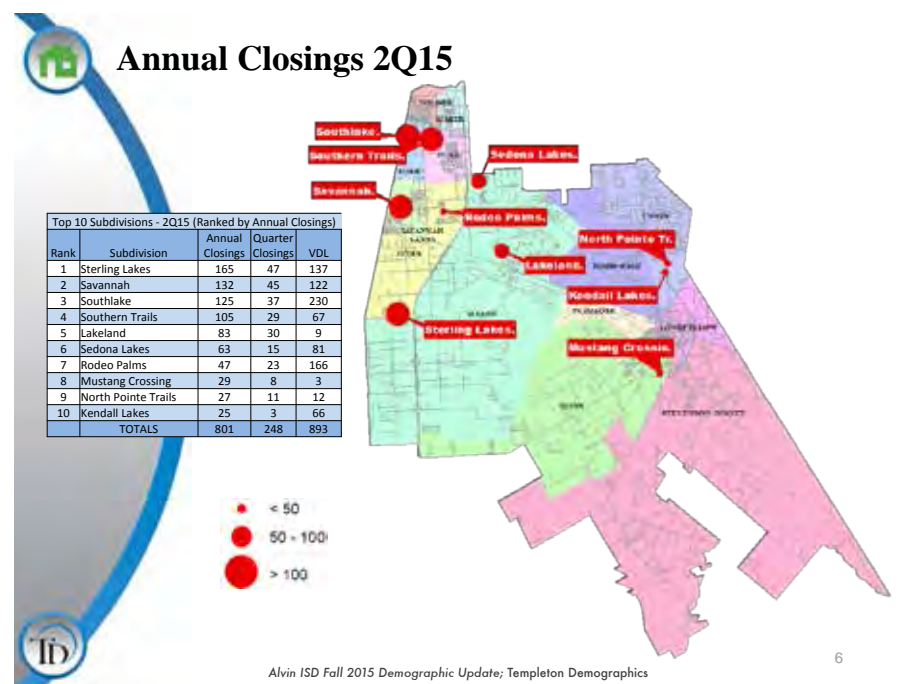 Annual Closings 2Q15
Southlake.
Southern Trails.
Sedona Lakes.
Savannah.
Rodeo Palms.
North Pointe Tr.
Lakeland.
Kendall Lakes.
Sterling Lakes.
Mustang Crossin.
SAVANNAH
STEVENSON
Top 10 Subdivisions - 2Q15 (Ranked by Annual Closings)
Rank Subdivision Annual Closings Quarter Closings VDL
1 Sterling Lakes 165 47 137
2 Savannah 132 45 122
3 Southlake 125 37 230
4 Southern Trails 105 29 67
5 Lakeland 83 30 9
6 Sedona Lakes 63 15 81
7 Rodeo Palms 47 23 166
8 Mustang Crossing 29 8 3
9 North Pointe Trails 27 11 12
10 Kendall Lakes 25 3 66
TOTALS 801 248 893
< 50
50 - 100
> 100
TD
Alvin ISD Fall 2015 Demographic Update; Templeton Demographics
6